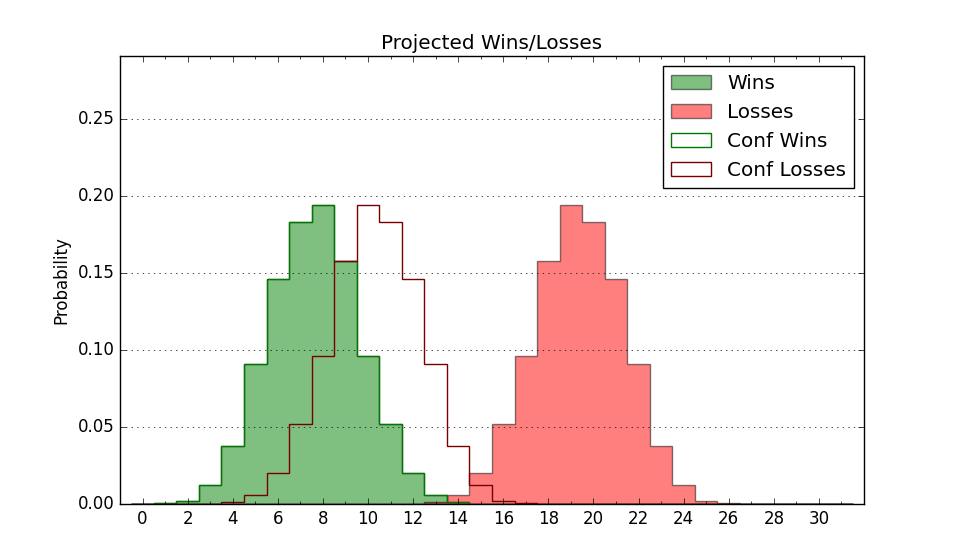 Projected Wins/Losses
Wins
Losses
Conf Wins
Conf Losses
Probability
0.25
0.20
0.15
0.10
0.05
0.00
0 2 4 6 8 10 12 14 16 18 20 22 24 26 28 30